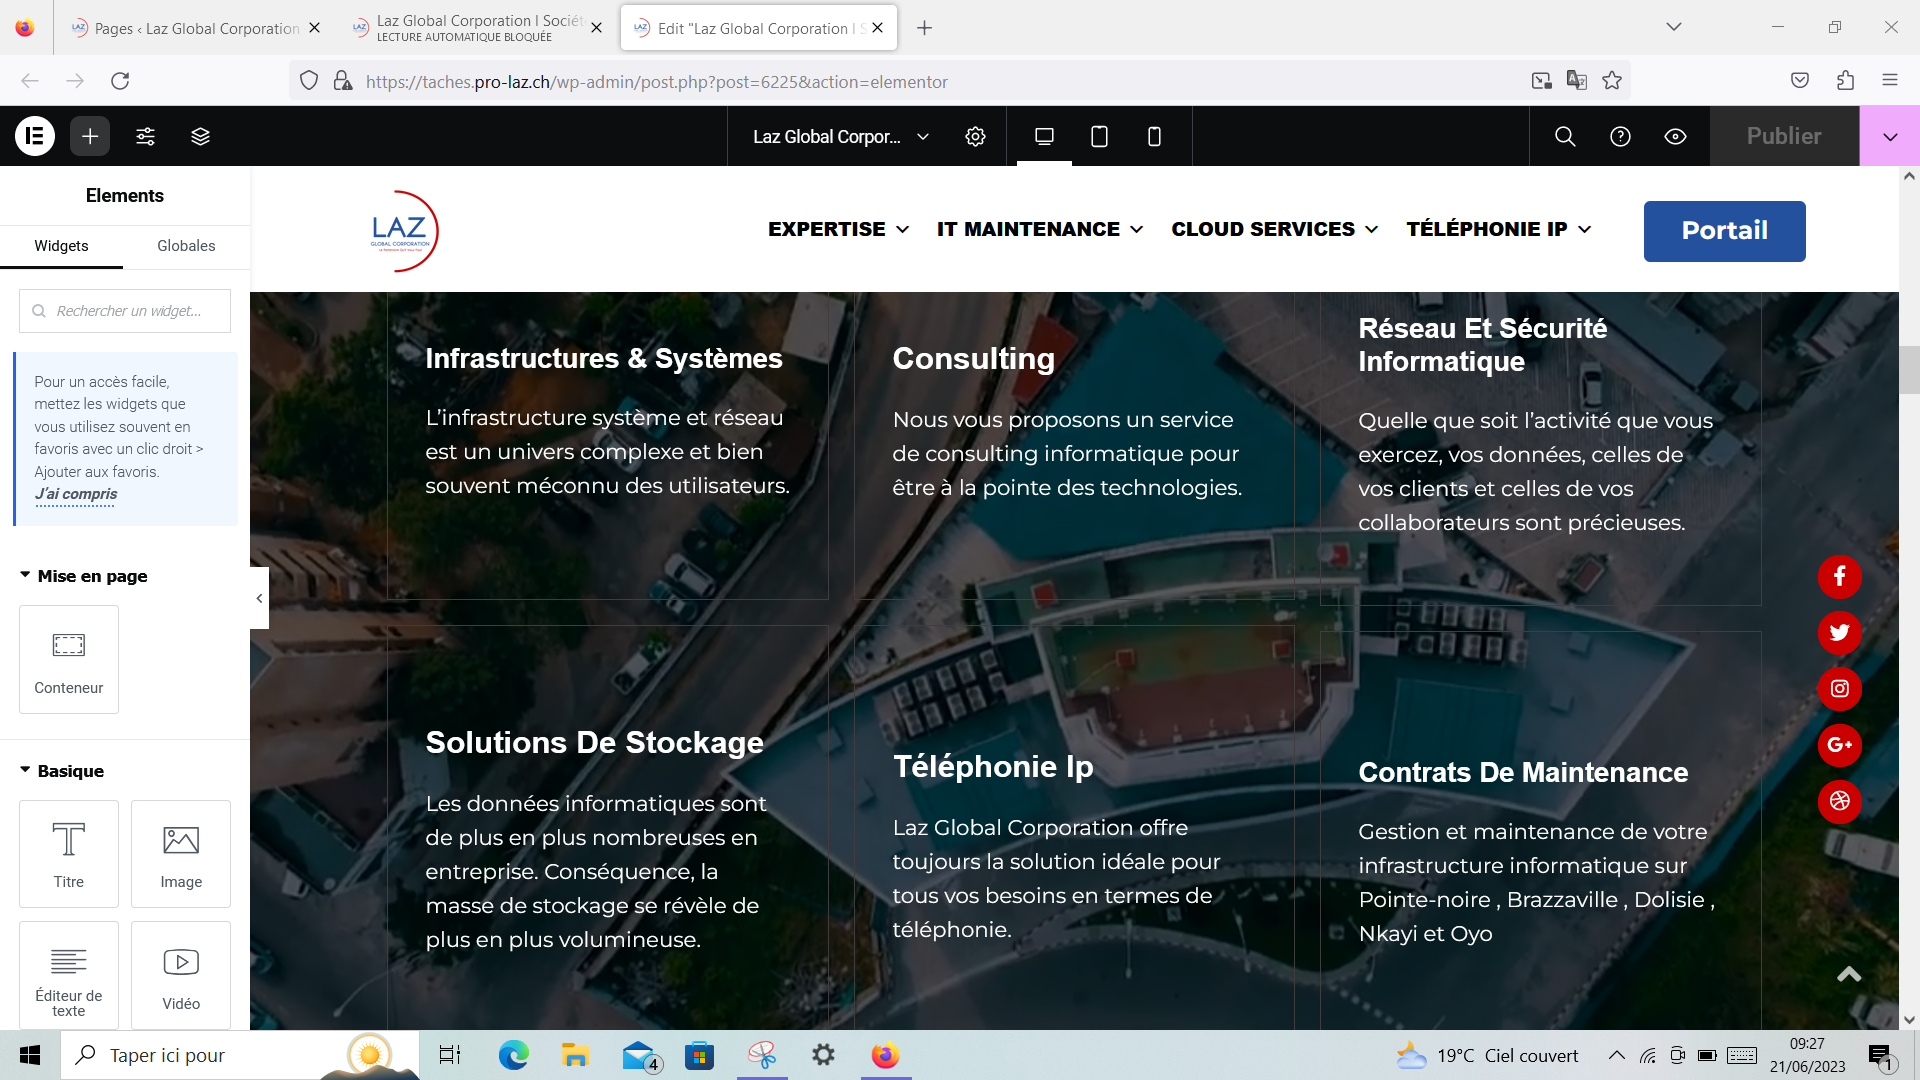 Pages ‹ Laz Global Corporation
Laz Global Corporation I Sociét
LECTURE AUTOMATIQUE BLOQUÉE
Edit "Laz Global Corporation I S
https://taches.pro-laz.ch/wp-admin/post.php?post=6225&action=elementor
Laz Global Corpor...
Publier
Elements
Widgets
Globales
Rechercher un widget...
Pour un accès facile,
mettez les widgets que
vous utilisez souvent en
favoris avec un clic droit >
Ajouter aux favoris.
J'ai compris
Mise en page
Conteneur
Basique
Titre
Image
Éditeur de
texte
Vidéo
LAZ
GLOBAL CORPORATION
EXPERTISE
IT MAINTENANCE
CLOUD SERVICES
TÉLÉPHONIE IP
Portail
Infrastructures & Systèmes
L'infrastructure système et réseau
est un univers complexe et bien
souvent méconnu des utilisateurs.
Consulting
Nous vous proposons un service
de consulting informatique pour
être à la pointe des technologies.
Réseau Et Sécurité
Informatique
Quelle que soit l'activité que vous
exercez, vos données, celles de
vos clients et celles de vos
collaborateurs sont précieuses.
Solutions De Stockage
Les données informatiques sont
de plus en plus nombreuses en
entreprise. Conséquence, la
masse de stockage se révèle de
plus en plus volumineuse.
Téléphonie Ip
Laz Global Corporation offre
toujours la solution idéale pour
tous vos besoins en termes de
téléphonie.
Contrats De Maintenance
Gestion et maintenance de votre
infrastructure informatique sur
Pointe-noire , Brazzaville , Dolisie ,
Nkayi et Oyo
G+
Taper ici pour
4
19°C Ciel couvert
09:27
21/06/2023
1